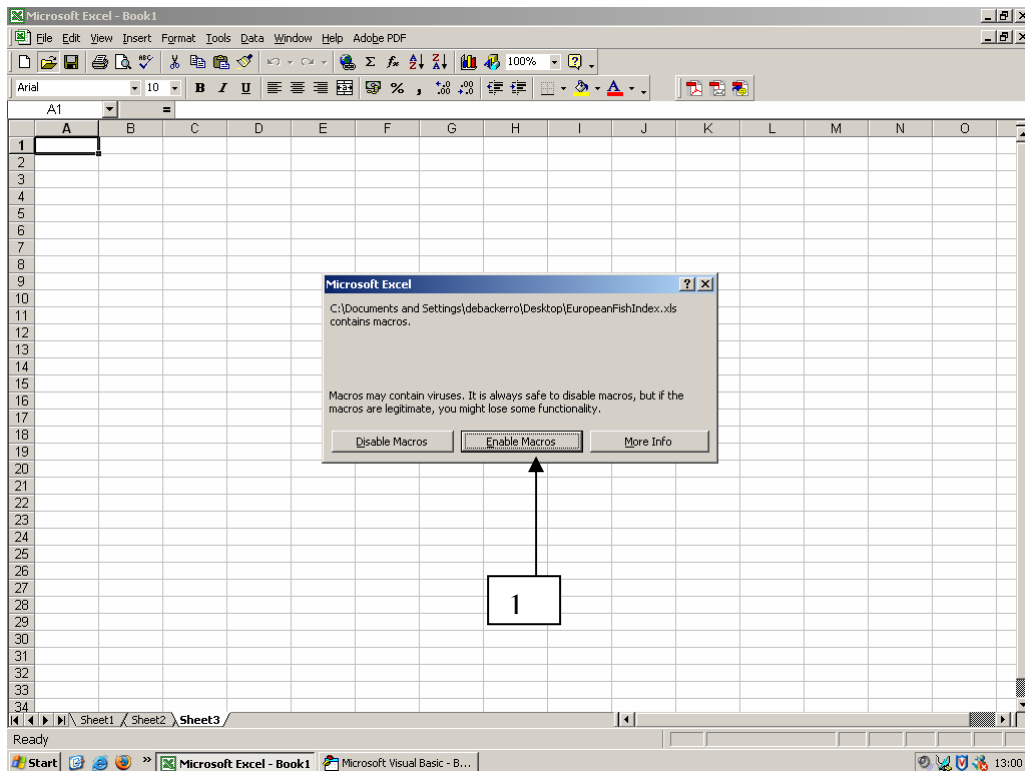 Microsoft Excel - Book1
File Edit View Insert Format Tools Data Window Help Adobe PDF
100%
Arial 10 B I U
A1 =
A B C D E F G H I J K L M N O
1
2
3
4
5
6
7
8
9
10
11
12
13
14
15
16
17
18
19
20
21
22
23
24
25
26
27
28
29
30
31
32
33
34
Microsoft Excel
C:\Documents and Settings\debackerro\Desktop\EuropeanFishIndex.xls
contains macros.
Macros may contain viruses. It is always safe to disable macros, but if the
macros are legitimate, you might lose some functionality.
Disable Macros Enable Macros More Info
1
Sheet1 Sheet2 Sheet3
Ready
Start » Microsoft Excel - Book1 Microsoft Visual Basic - B... 13:00